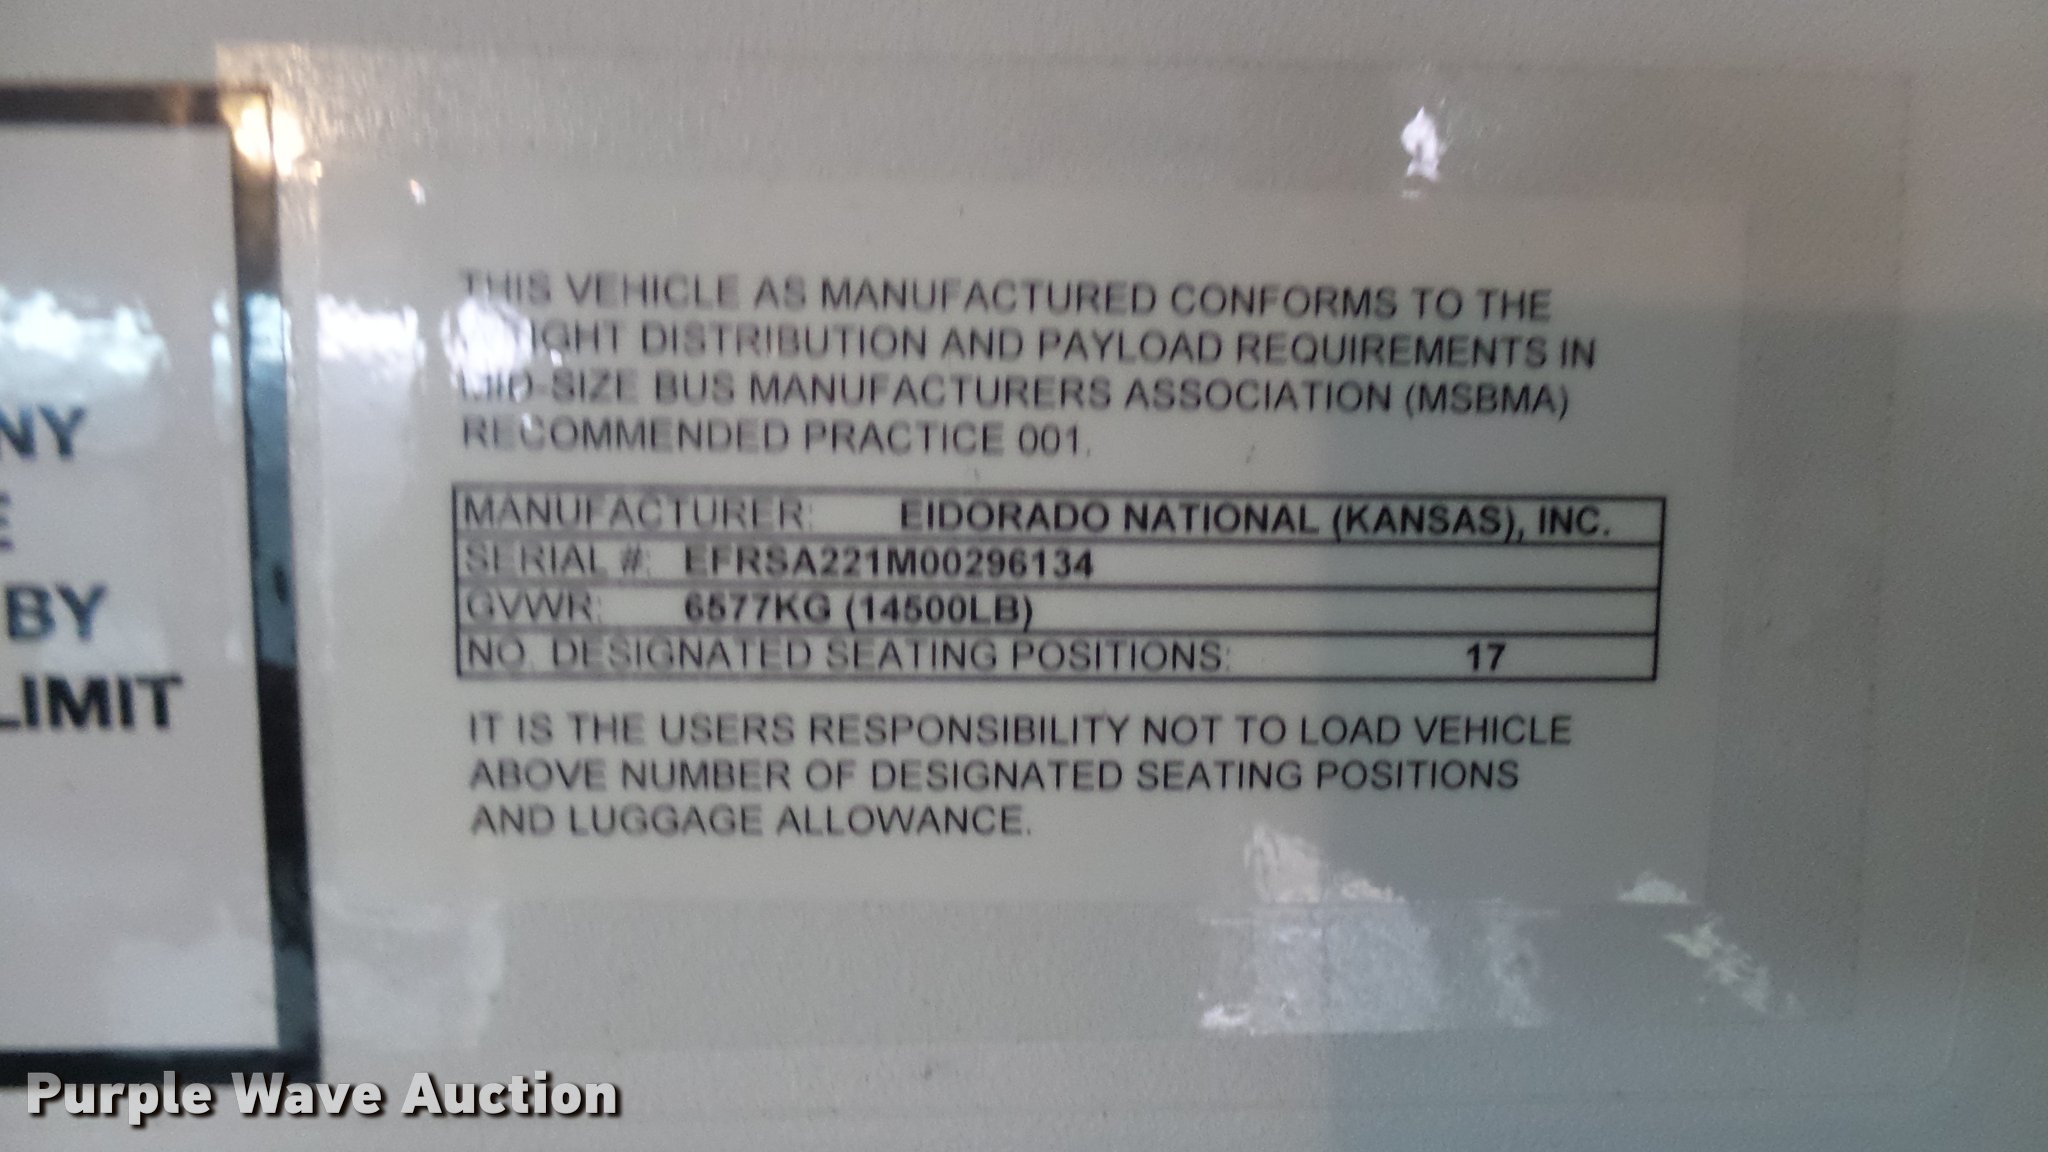 NY
E
BY
LIMIT
THIS VEHICLE AS MANUFACTURED CONFORMS TO THE
DISTRIBUTION AND PAYLOAD REQUIREMENTS IN
MID-SIZE BUS MANUFACTURERS ASSOCIATION (MSBMA)
RECOMMENDED PRACTICE 001.
MANUFACTURER: ElDORADO NATIONAL (KANSAS), INC.
SERIAL #: EFRSA221M00296134
GVWR: 6577KG (14500LB)
NO. DESIGNATED SEATING POSITIONS: 17
IT IS THE USERS RESPONSIBILITY NOT TO LOAD VEHICLE
ABOVE NUMBER OF DESIGNATED SEATING POSITIONS
AND LUGGAGE ALLOWANCE.
Purple Wave Auction